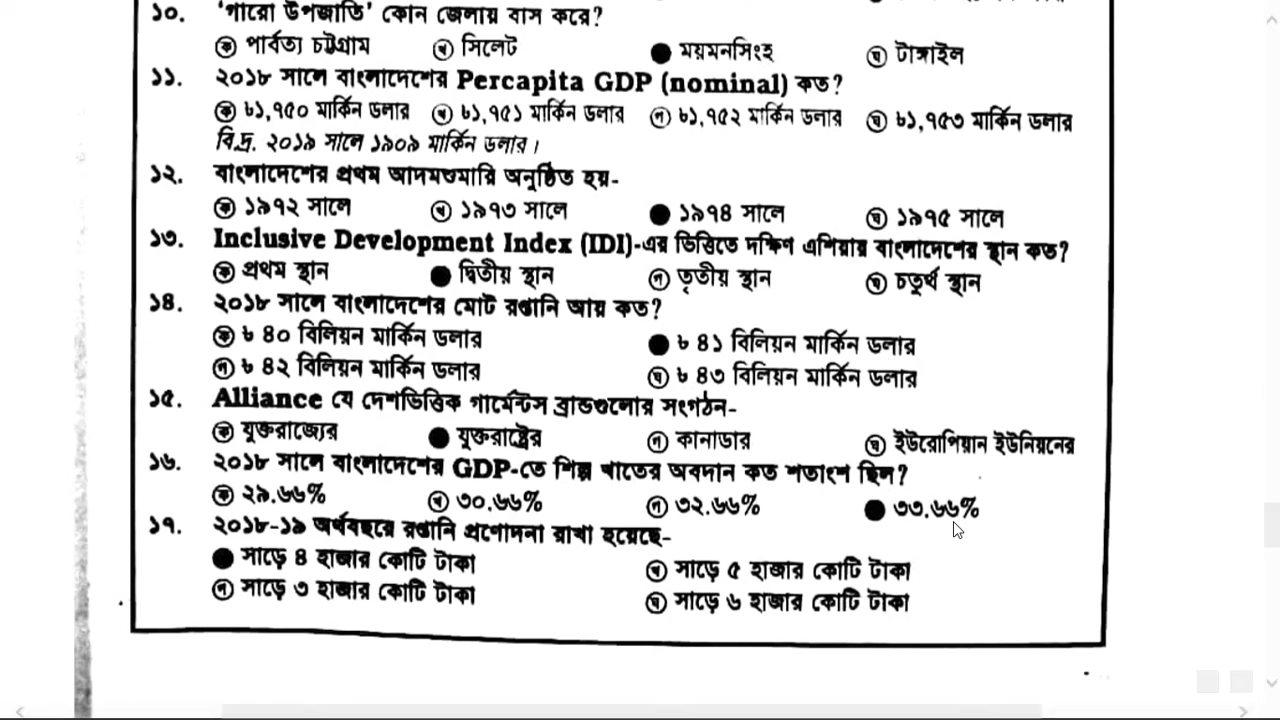 ১০. 'গারো উপজাতি' কোন জেলায় বাস করে?
ক পার্বত্য চট্টগ্রাম খ সিলেট ● ময়মনসিংহ ঘ টাঙ্গাইল
১১. ২০১৮ সালে বাংলাদেশের Percapita GDP (nominal) কত?
ক ৳১,৭৫০ মার্কিন ডলার খ ৳১,৭৫১ মার্কিন ডলার গ ৳১,৭৫২ মার্কিন ডলার ঘ ৳১,৭৫৩ মার্কিন ডলার
বি.দ্র. ২০১৯ সালে ১৯০৯ মার্কিন ডলার।
১২. বাংলাদেশের প্রথম আদমশুমারি অনুষ্ঠিত হয়-
ক ১৯৭২ সালে খ ১৯৭৩ সালে ● ১৯৭৪ সালে ঘ ১৯৭৫ সালে
১৩. Inclusive Development Index (IDI)-এর ভিত্তিতে দক্ষিণ এশিয়ায় বাংলাদেশের স্থান কত?
ক প্রথম স্থান ● দ্বিতীয় স্থান গ তৃতীয় স্থান ঘ চতুর্থ স্থান
১৪. ২০১৮ সালে বাংলাদেশের মোট রপ্তানি আয় কত?
ক ৳ ৪০ বিলিয়ন মার্কিন ডলার ● ৳ ৪১ বিলিয়ন মার্কিন ডলার
গ ৳ ৪২ বিলিয়ন মার্কিন ডলার ঘ ৳ ৪৩ বিলিয়ন মার্কিন ডলার
১৫. Alliance যে দেশভিত্তিক গার্মেন্টস ব্রান্ডগুলোর সংগঠন-
ক যুক্তরাজ্যের ● যুক্তরাষ্ট্রের গ কানাডার ঘ ইউরোপিয়ান ইউনিয়নের
১৬. ২০১৮ সালে বাংলাদেশের GDP-তে শিল্প খাতের অবদান কত শতাংশ ছিল?
ক ২৯.৬৬% খ ৩০.৬৬% গ ৩২.৬৬% ● ৩৩.৬৬%
১৭. ২০১৮-১৯ অর্থবছরে রপ্তানি প্রণোদনা রাখা হয়েছে-
● সাড়ে ৪ হাজার কোটি টাকা খ সাড়ে ৫ হাজার কোটি টাকা
গ সাড়ে ৩ হাজার কোটি টাকা ঘ সাড়ে ৬ হাজার কোটি টাকা